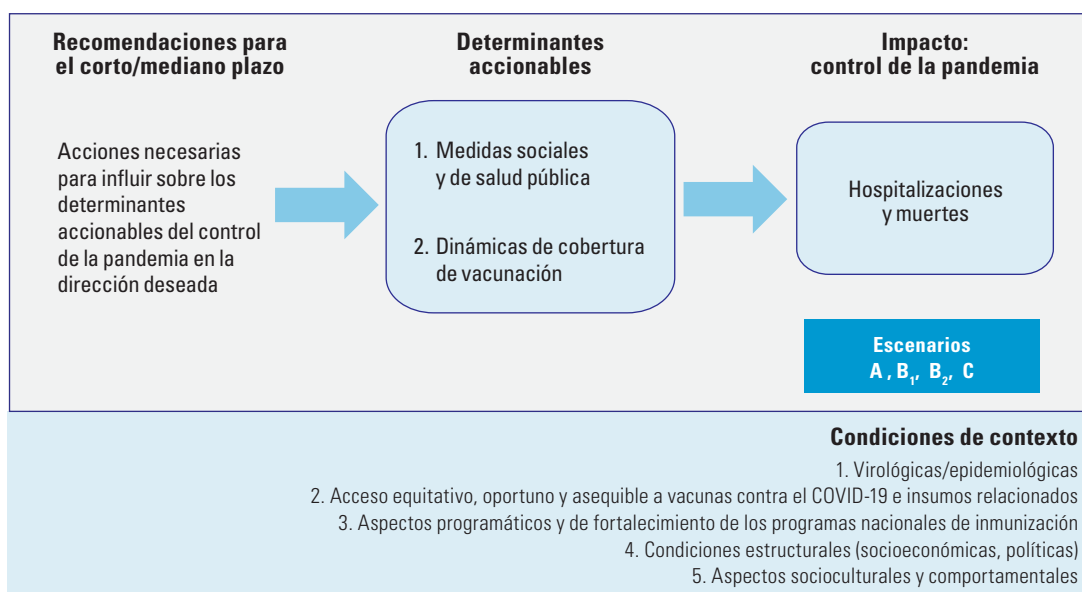 Recomendaciones para
el corto/mediano plazo
Acciones necesarias
para influir sobre los
determinantes
accionables del control
de la pandemia en la
dirección deseada
Determinantes
accionables
1. Medidas sociales
y de salud pública
2. Dinámicas de cobertura
de vacunación
Impacto:
control de la pandemia
Hospitalizaciones
y muertes
Escenarios
A , B₁, B₂, C
Condiciones de contexto
1. Virológicas/epidemiológicas
2. Acceso equitativo, oportuno y asequible a vacunas contra el COVID-19 e insumos relacionados
3. Aspectos programáticos y de fortalecimiento de los programas nacionales de inmunización
4. Condiciones estructurales (socioeconómicas, políticas)
5. Aspectos socioculturales y comportamentales